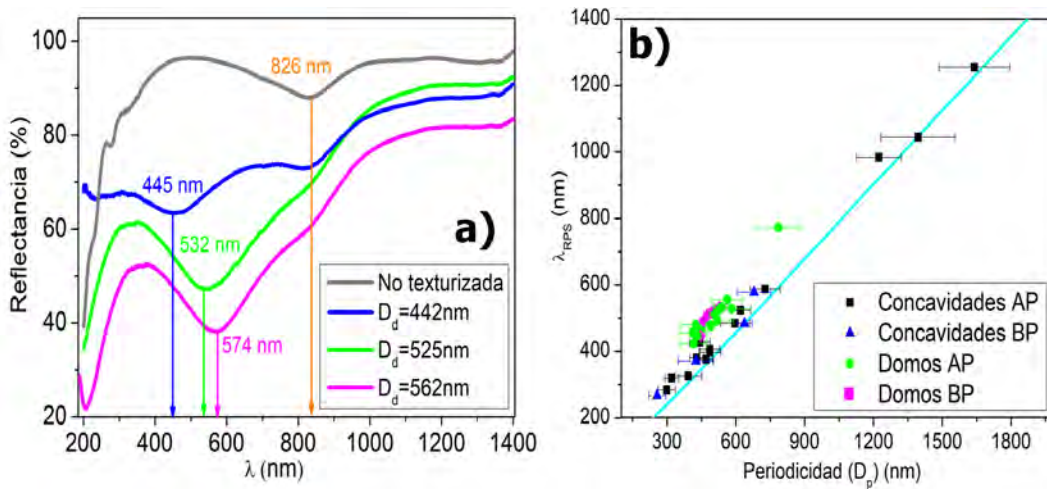 a)
Reflectancia (%)
100
80
60
40
20
826 nm
445 nm
532 nm
574 nm
No texturizada
D_d=442nm
D_d=525nm
D_d=562nm
200 400 600 800 1000 1200 1400
λ (nm)
b)
λ_RPS (nm)
1400
1200
1000
800
600
400
200
Concavidades AP
Concavidades BP
Domos AP
Domos BP
300 600 900 1200 1500 1800
Periodicidad (D_p) (nm)